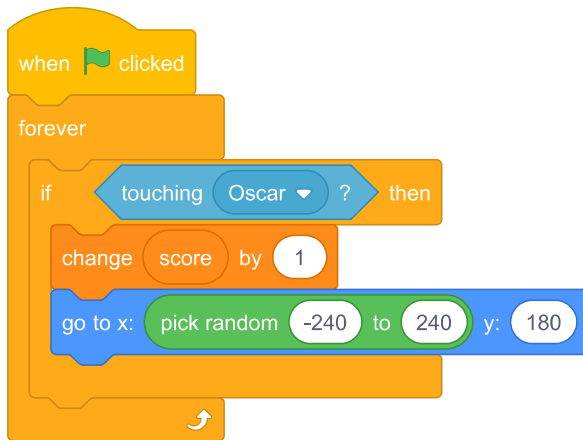 when clicked
forever
if touching Oscar ? then
change score by 1
go to x: pick random -240 to 240 y: 180